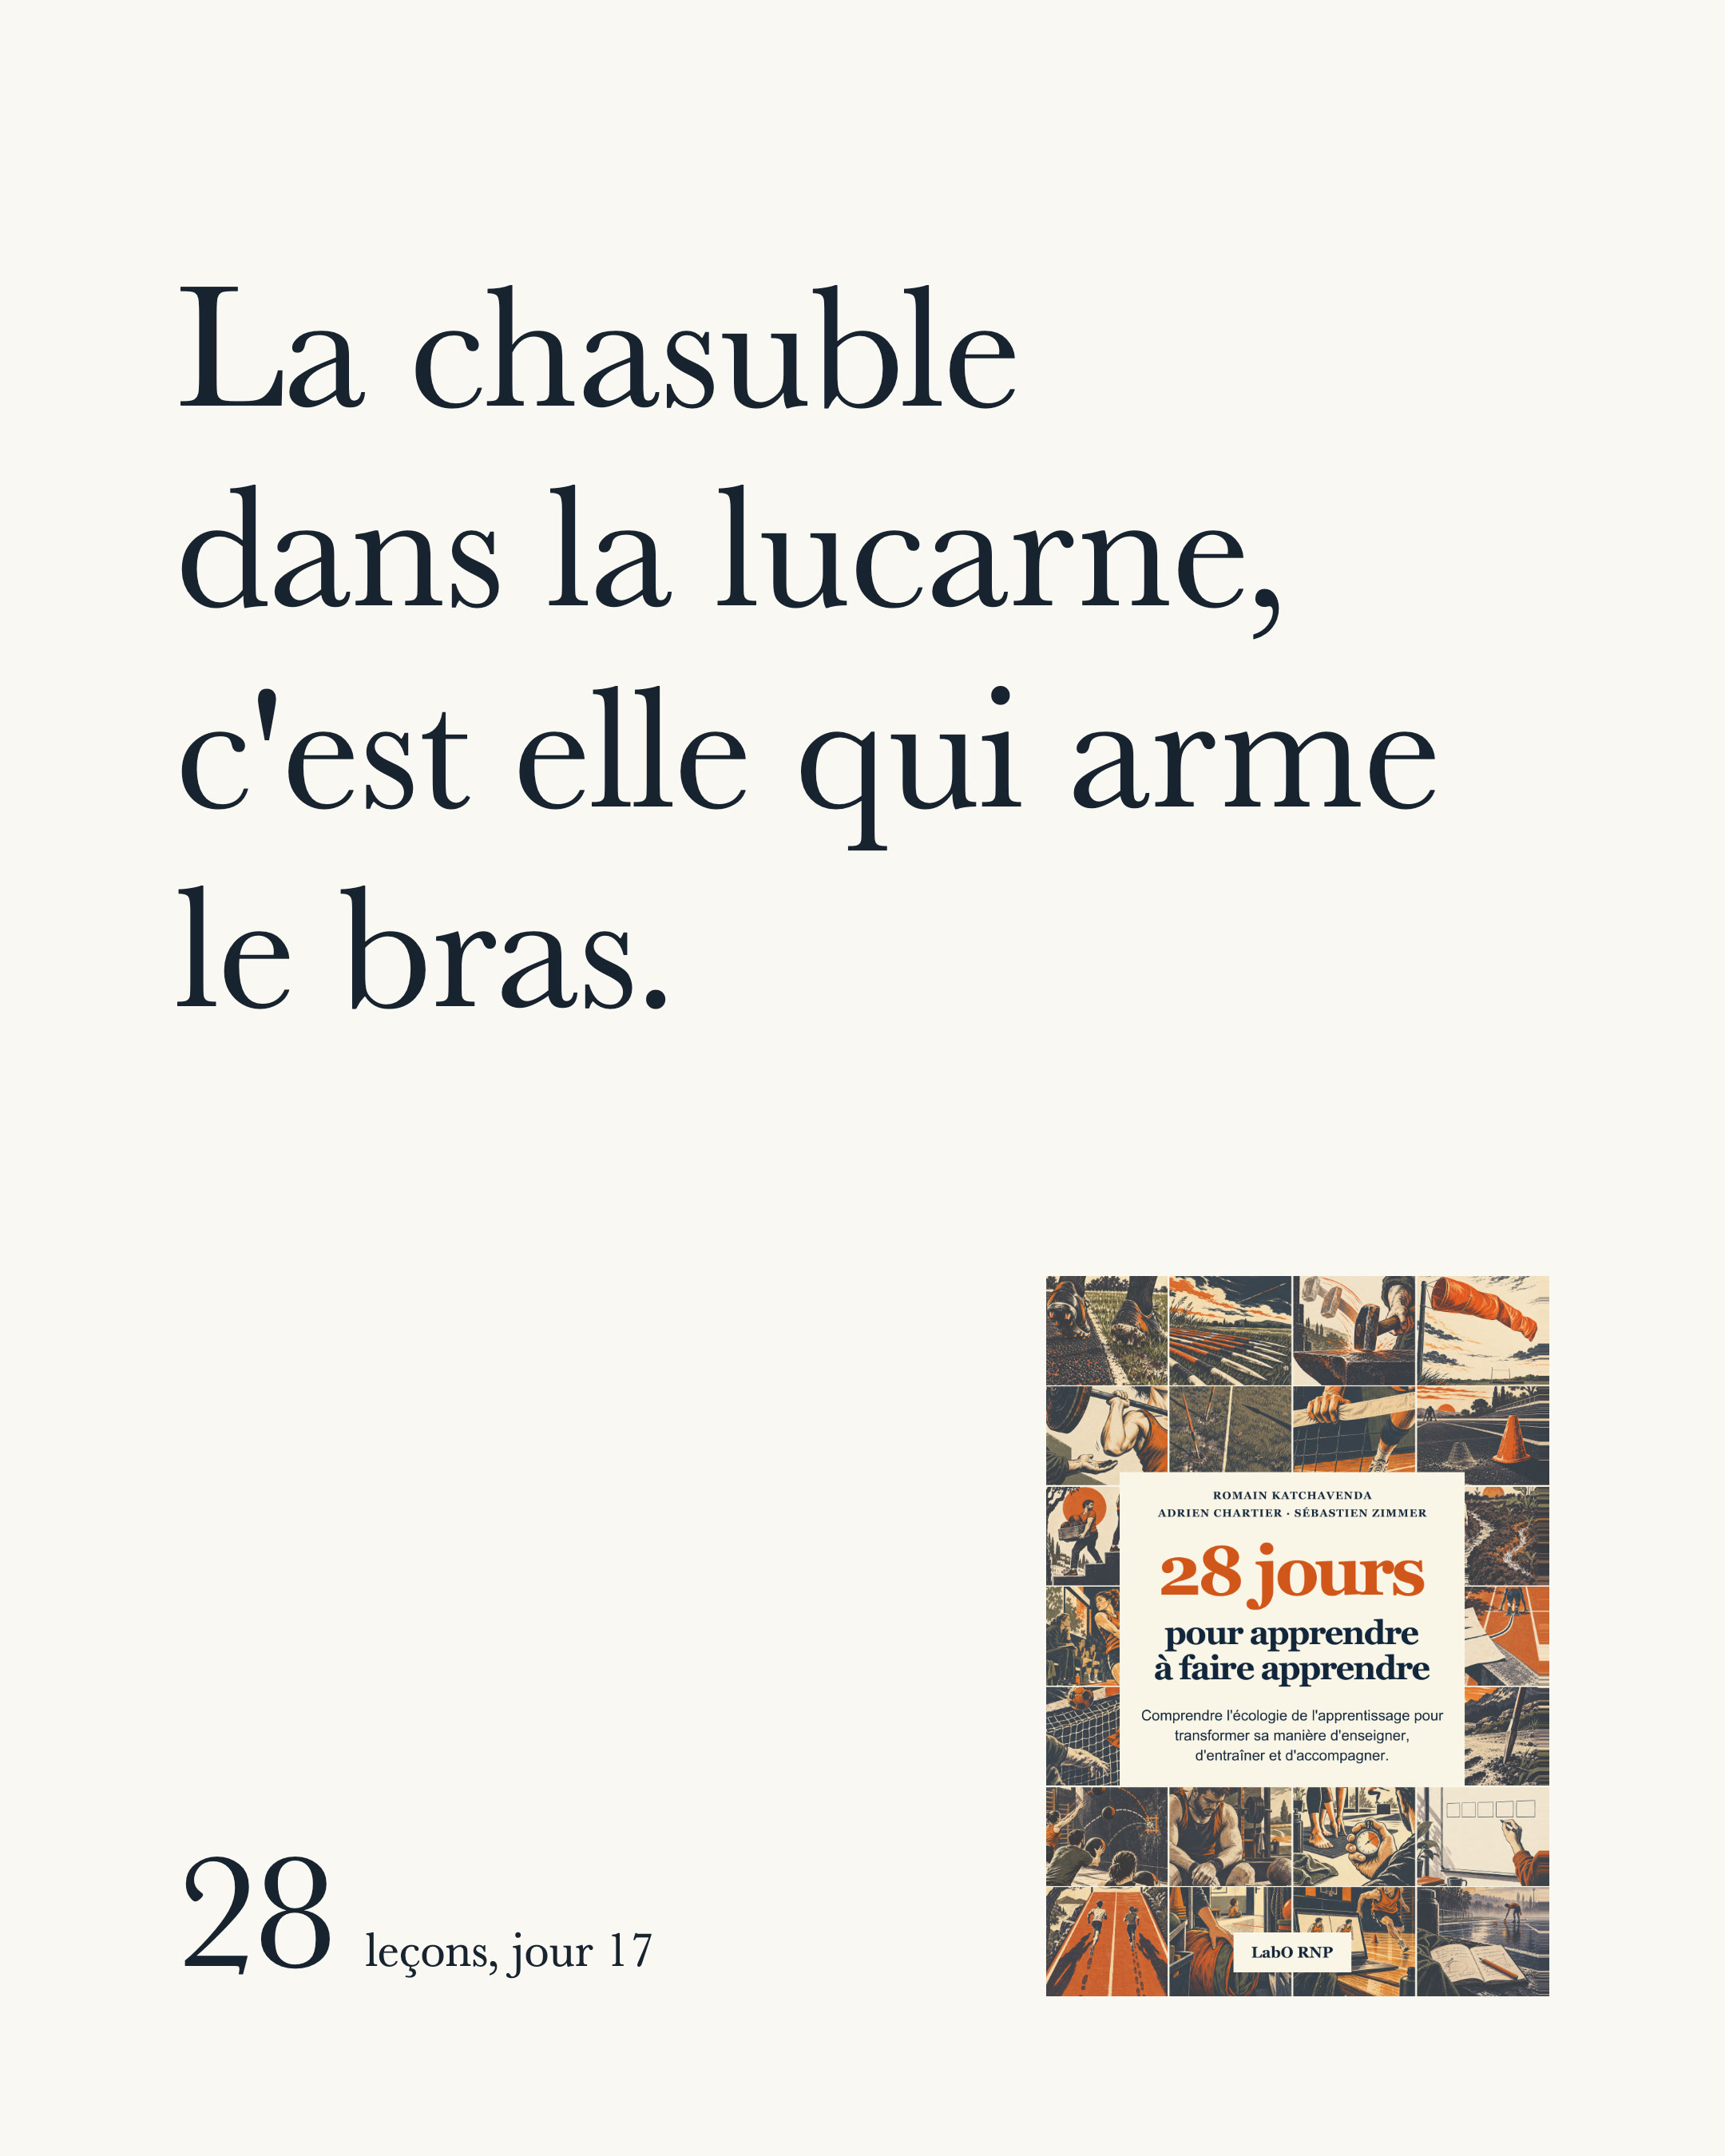 La chasuble
dans la lucarne,
c'est elle qui arme
le bras.
ROMAIN KATCHAVENDA
ADRIEN CHARTIER · SÉBASTIEN ZIMMER
28 jours
pour apprendre
à faire apprendre
Comprendre l'écologie de l'apprentissage pour
transformer sa manière d'enseigner,
d'entraîner et d'accompagner.
LabO RNP
28 leçons, jour 17